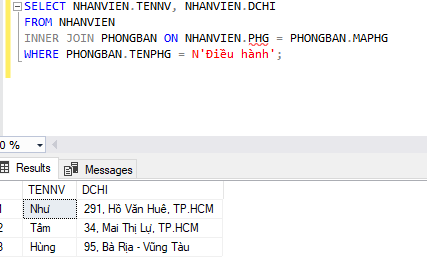 SELECT NHANVIEN.TENNV, NHANVIEN.DCHI
FROM NHANVIEN
INNER JOIN PHONGBAN ON NHANVIEN.PHG = PHONGBAN.MAPHG
WHERE PHONGBAN.TENPHG = N'Điều hành';
0 %
Results Messages
TENNV DCHI
Như 291, Hồ Văn Huê, TP.HCM
2 Tâm 34, Mai Thị Lự, TP.HCM
3 Hùng 95, Bà Rịa - Vũng Tàu